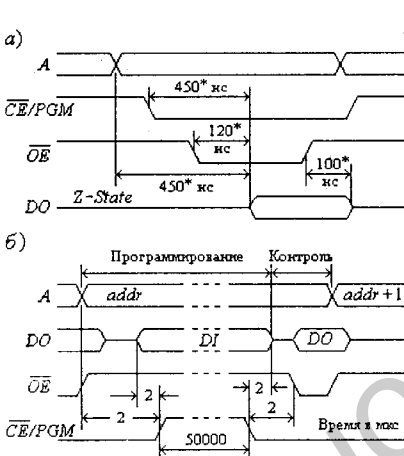 а)
A
450* нс
CE/PGM
120*
нс
OE
100*
нс
450* нс
DO Z-State
б)
Программирование Контроль
A addr addr + 1
DO DI DO
OE
2 2
2 2
CE/PGM 50000 Время в мкс